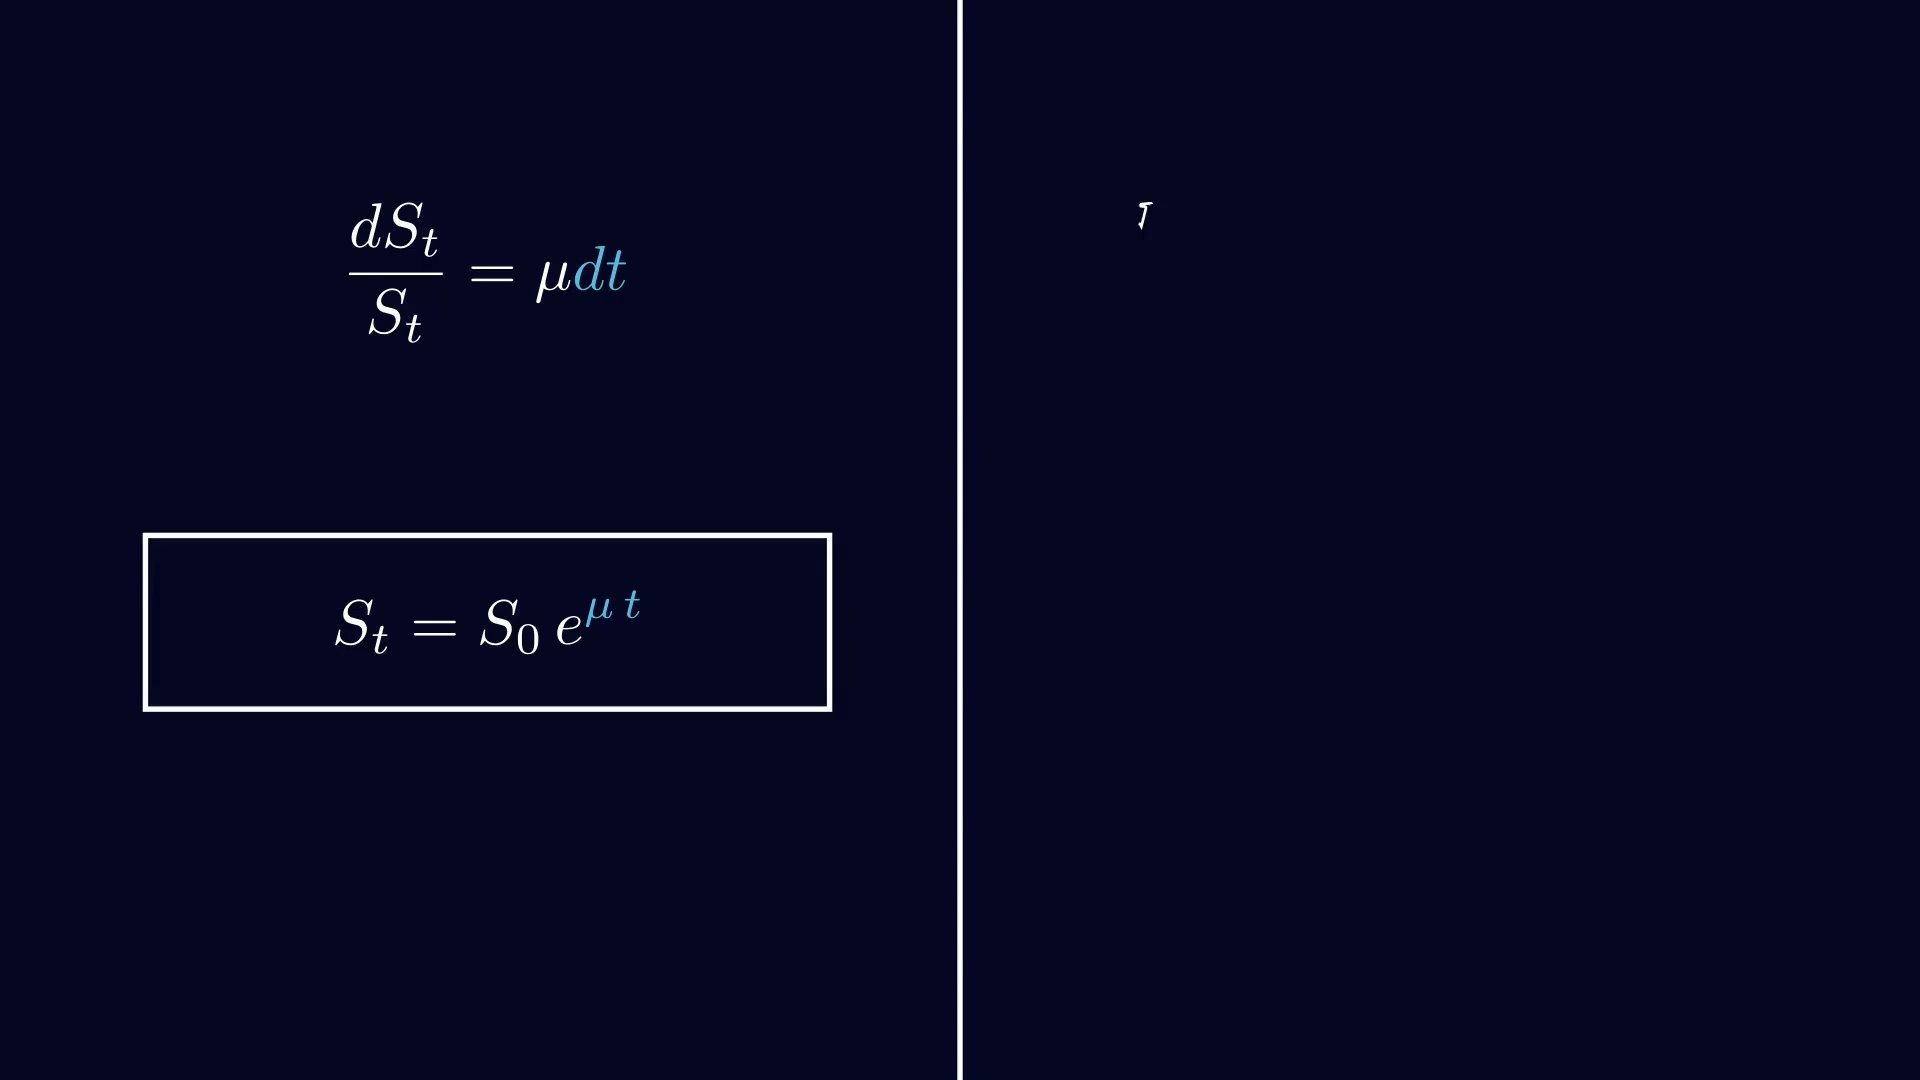 dS_t / S_t = μdt
S_t = S_0 e^{μ t}